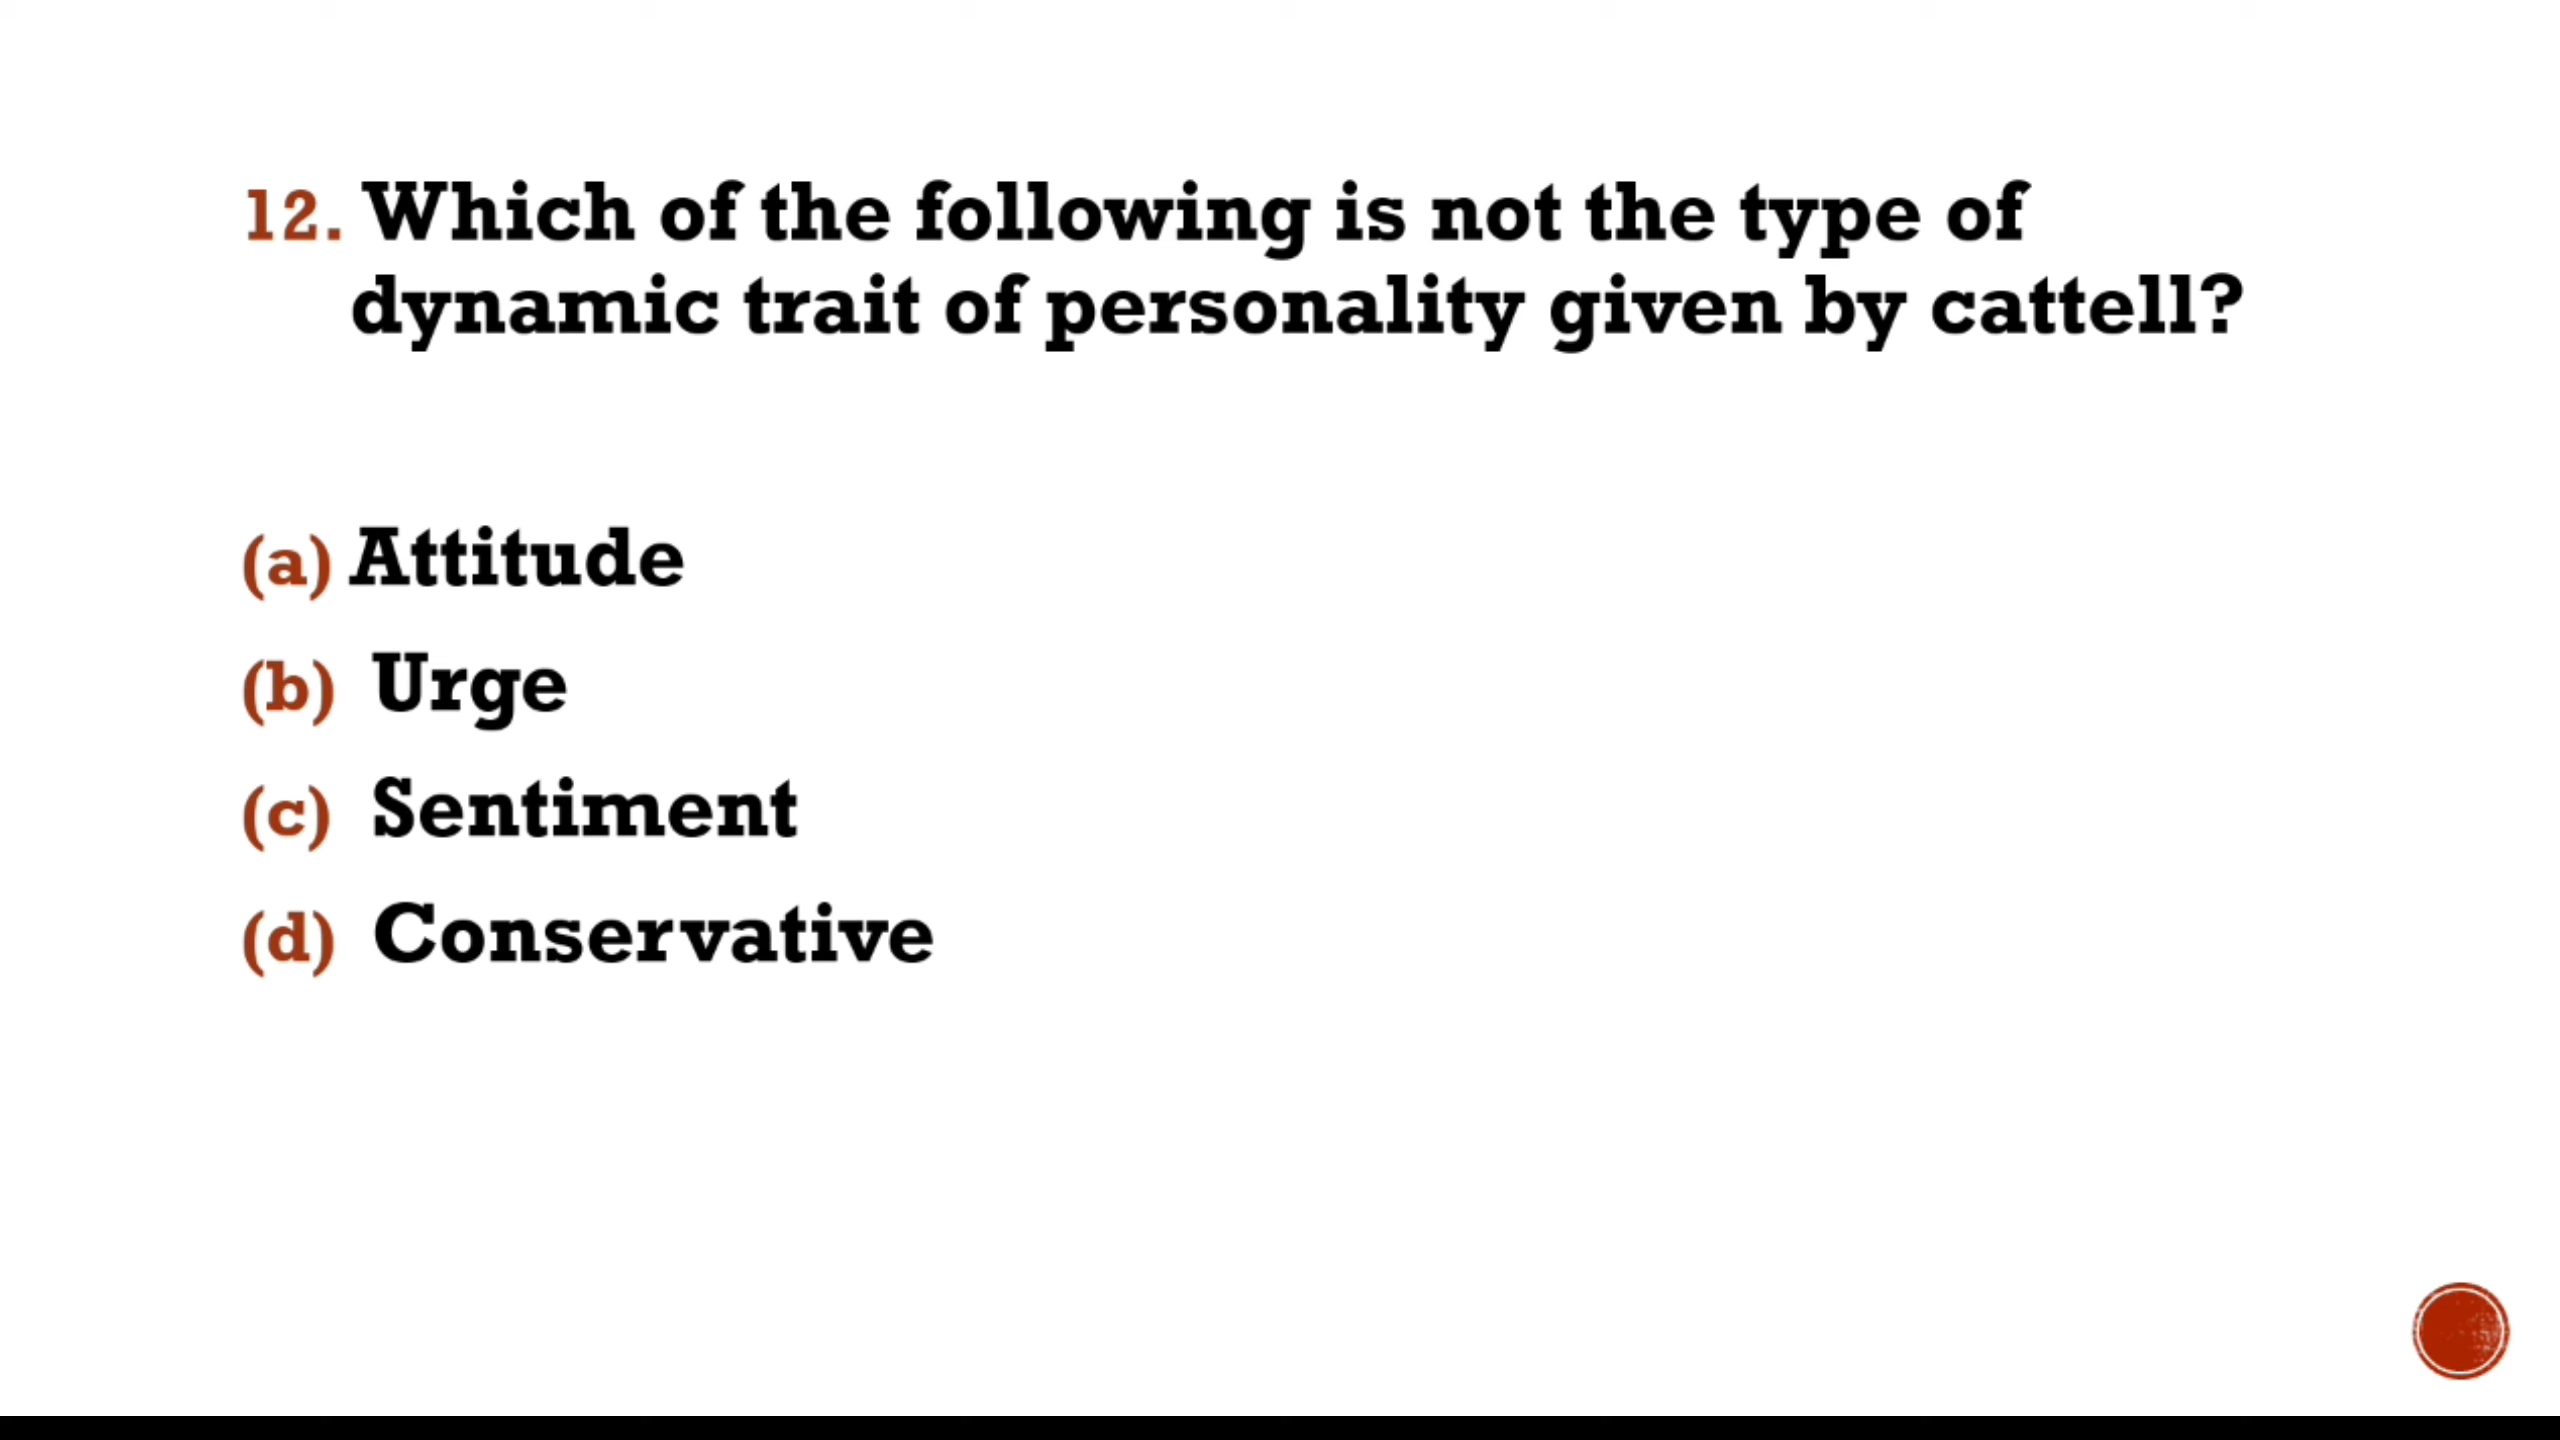 12. Which of the following is not the type of
dynamic trait of personality given by cattell?
(a) Attitude
(b) Urge
(c) Sentiment
(d) Conservative